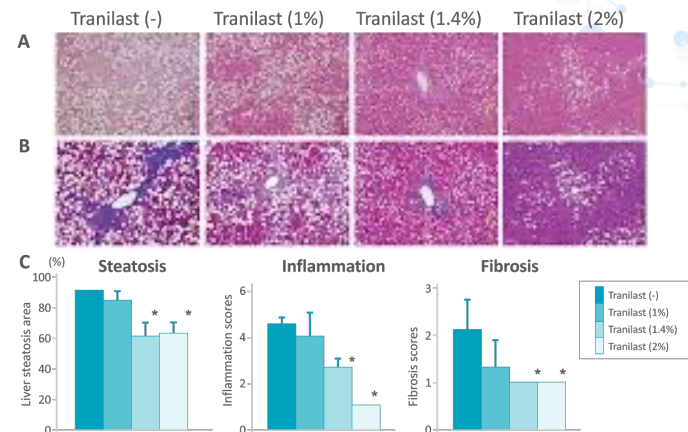 Tranilast (-) Tranilast (1%) Tranilast (1.4%) Tranilast (2%)
A
B
C
(%)
Steatosis
Liver steatosis area
100
80
60
40
20
0
* *
Inflammation
Inflammation scores
6
4
2
0
* *
Fibrosis
Fibrosis scores
3
2
1
0
* *
Tranilast (-)
Tranilast (1%)
Tranilast (1.4%)
Tranilast (2%)